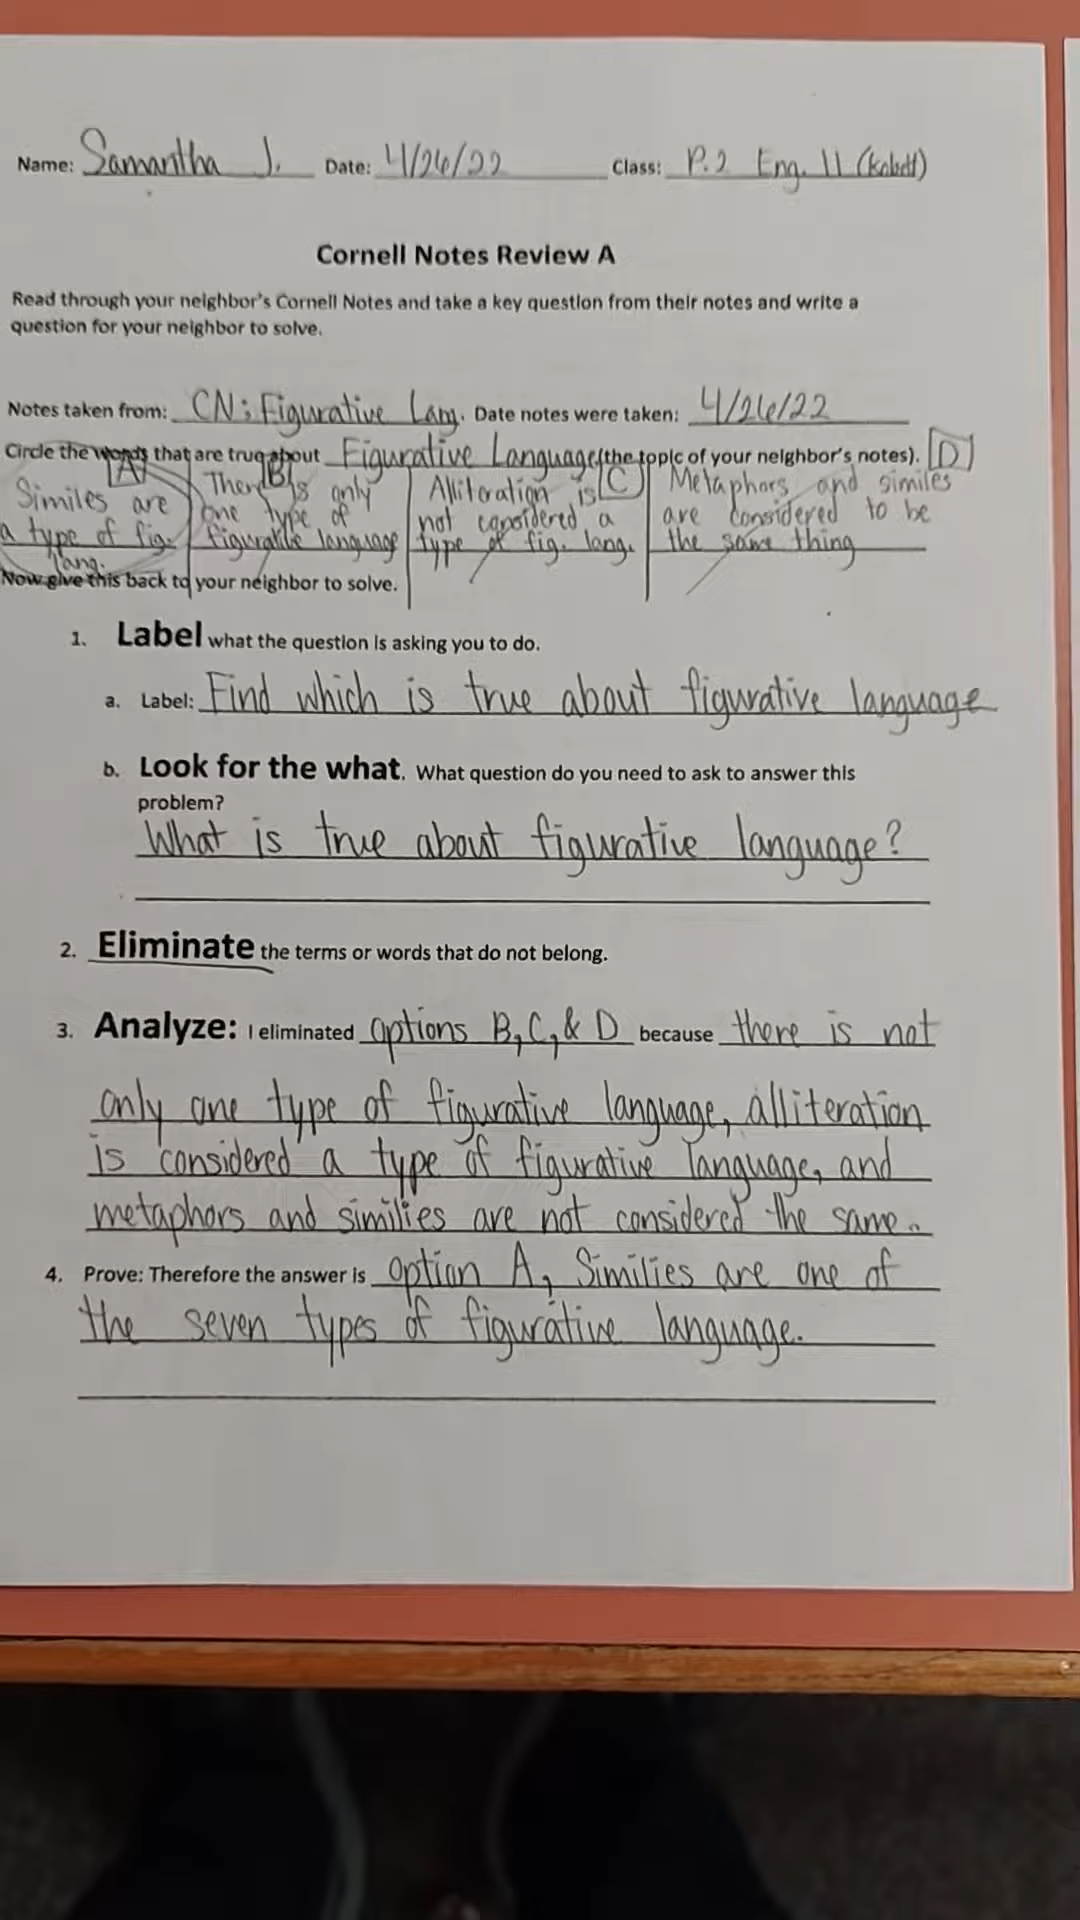 Name: Samantha J. Date: 4/26/22 Class: P.2 Eng. 11 (Kobett)
Cornell Notes Review A
Read through your neighbor's Cornell Notes and take a key question from their notes and write a
question for your neighbor to solve.
Notes taken from: CN: Figurative Lang. Date notes were taken: 4/26/22
Circle the words that are true about Figurative Language (the topic of your neighbor's notes).
A
Similes are
a type of fig.
lang.
B
There is only
one type of
figurative language
C
Alliteration is
not considered a
type of fig. lang.
D
Metaphors and similes
are considered to be
the same thing
Now give this back to your neighbor to solve.
1. Label what the question is asking you to do.
a. Label: Find which is true about figurative language
b. Look for the what. What question do you need to ask to answer this
problem?
What is true about figurative language?
2. Eliminate the terms or words that do not belong.
3. Analyze: I eliminated options B, C, & D because there is not
only one type of figurative language, alliteration
is considered a type of figurative language, and
metaphors and similies are not considered the same.
4. Prove: Therefore the answer is option A, Similies are one of
the seven types of figurative language.